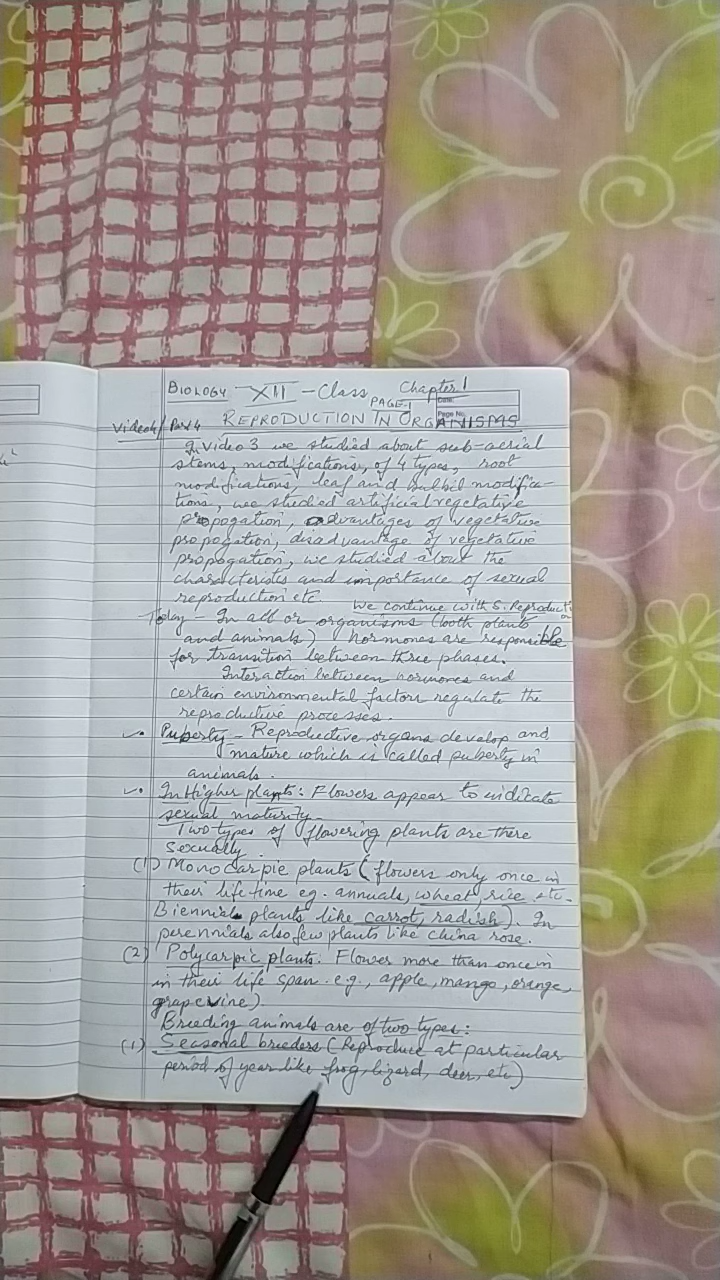 BIOLOGY XII - Class Chapter 1
PAGE-1
Date:
Page No.
REPRODUCTION IN ORGANISMS
Video 4/ Part 4
In Video 3 we studied about sub-aerial
stems, modifications, of 4 types, root
modifications, leaf and bulbil modifica-
tions, we studied artificial vegetative
propogation, advantages of vegetative
propogation, disadvantage of vegetative
propogation, we studied about the
characteristics and importance of sexual
reproduction etc. We continue with S. Reproduction
Today - In all or organisms (both plants
and animals) hormones are responsible
for transition between three phases.
Interaction between hormones and
certain environmental factors regulate the
reproductive processes.
Puberty - Reproductive organs develop and
mature which is called puberty in
animals.
In Higher plants: Flowers appear to indicate
sexual maturity.
Two types of flowering plants are there
Sexually.
(1) Monocarpic plants (flowers only once in
their life time eg. annuals, wheat, rice etc.
Biennial plants like carrot, radish). In
perennials also few plants like China rose.
(2) Polycarpic plants: Flower more than once in
in their life span. e.g., apple, mango, orange,
grapevine)
Breeding animals are of two types:
(1) Seasonal breeders (Reproduce at particular
period of year like frog, lizard, deer, etc)